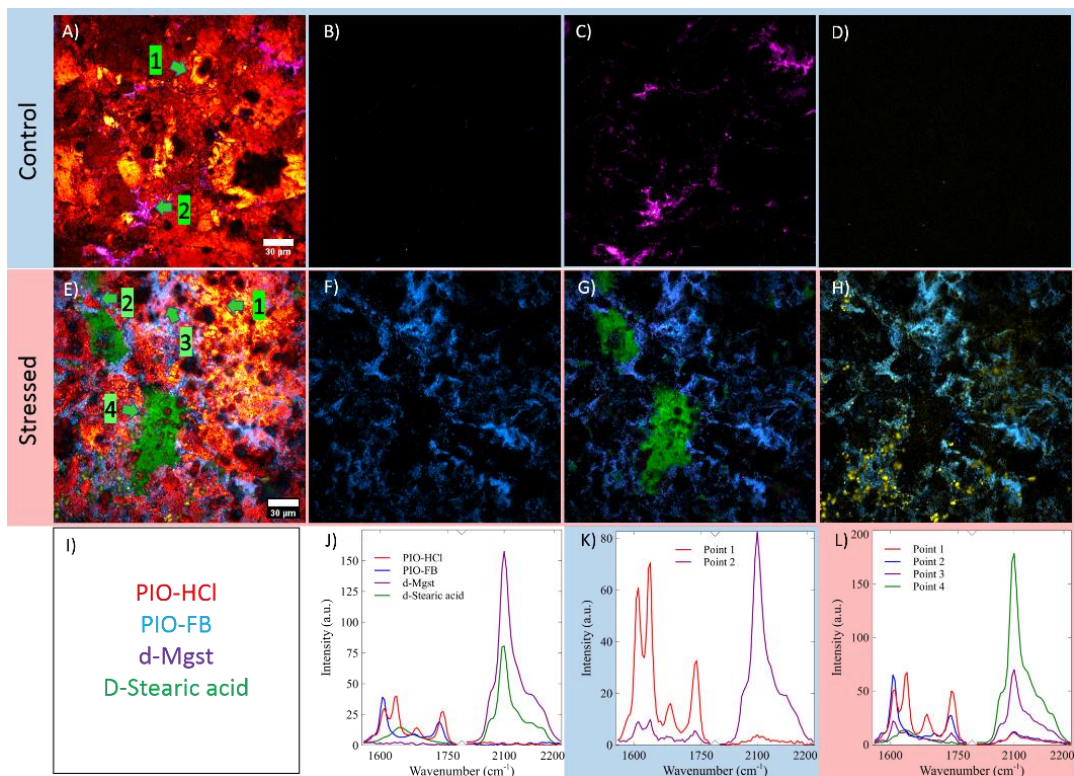 Control
A)
1
2
30 µm
B)
C)
D)
Stressed
E)
2
3
1
4
30 µm
F)
G)
H)
I)
PIO-HCl
PIO-FB
d-Mgst
D-Stearic acid
J)
PIO-HCl
PIO-FB
d-Mgst
d-Stearic acid
150
125
100
75
50
25
0
Intensity (a.u.)
1600 1750 2100 2200
Wavenumber (cm⁻¹)
K)
Point 1
Point 2
80
60
40
20
0
Intensity (a.u.)
1600 1750 2100 2200
Wavenumber (cm⁻¹)
L)
Point 1
Point 2
Point 3
Point 4
200
150
100
50
0
Intensity (a.u.)
1600 1750 2100 2200
Wavenumber (cm⁻¹)